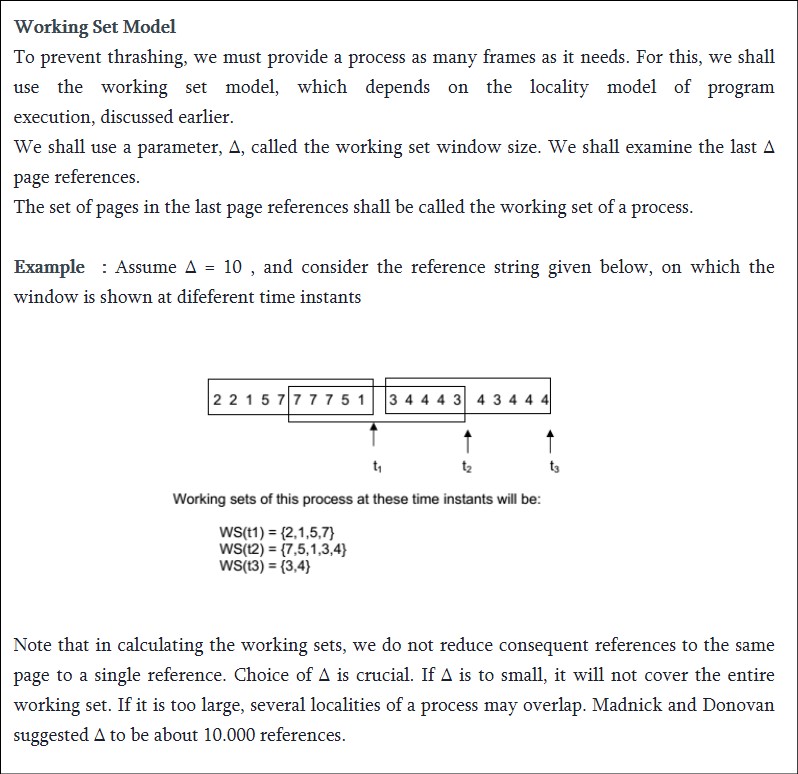 Working Set Model
To prevent thrashing, we must provide a process as many frames as it needs. For this, we shall
use the working set model, which depends on the locality model of program
execution, discussed earlier.
We shall use a parameter, Δ, called the working set window size. We shall examine the last Δ
page references.
The set of pages in the last page references shall be called the working set of a process.
Example : Assume Δ = 10 , and consider the reference string given below, on which the
window is shown at difeferent time instants
2 2 1 5 7 7 7 7 5 1 3 4 4 4 3 4 3 4 4 4
t₁ t₂ t₃
Working sets of this process at these time instants will be:
WS(t1) = {2,1,5,7}
WS(t2) = {7,5,1,3,4}
WS(t3) = {3,4}
Note that in calculating the working sets, we do not reduce consequent references to the same
page to a single reference. Choice of Δ is crucial. If Δ is to small, it will not cover the entire
working set. If it is too large, several localities of a process may overlap. Madnick and Donovan
suggested Δ to be about 10.000 references.